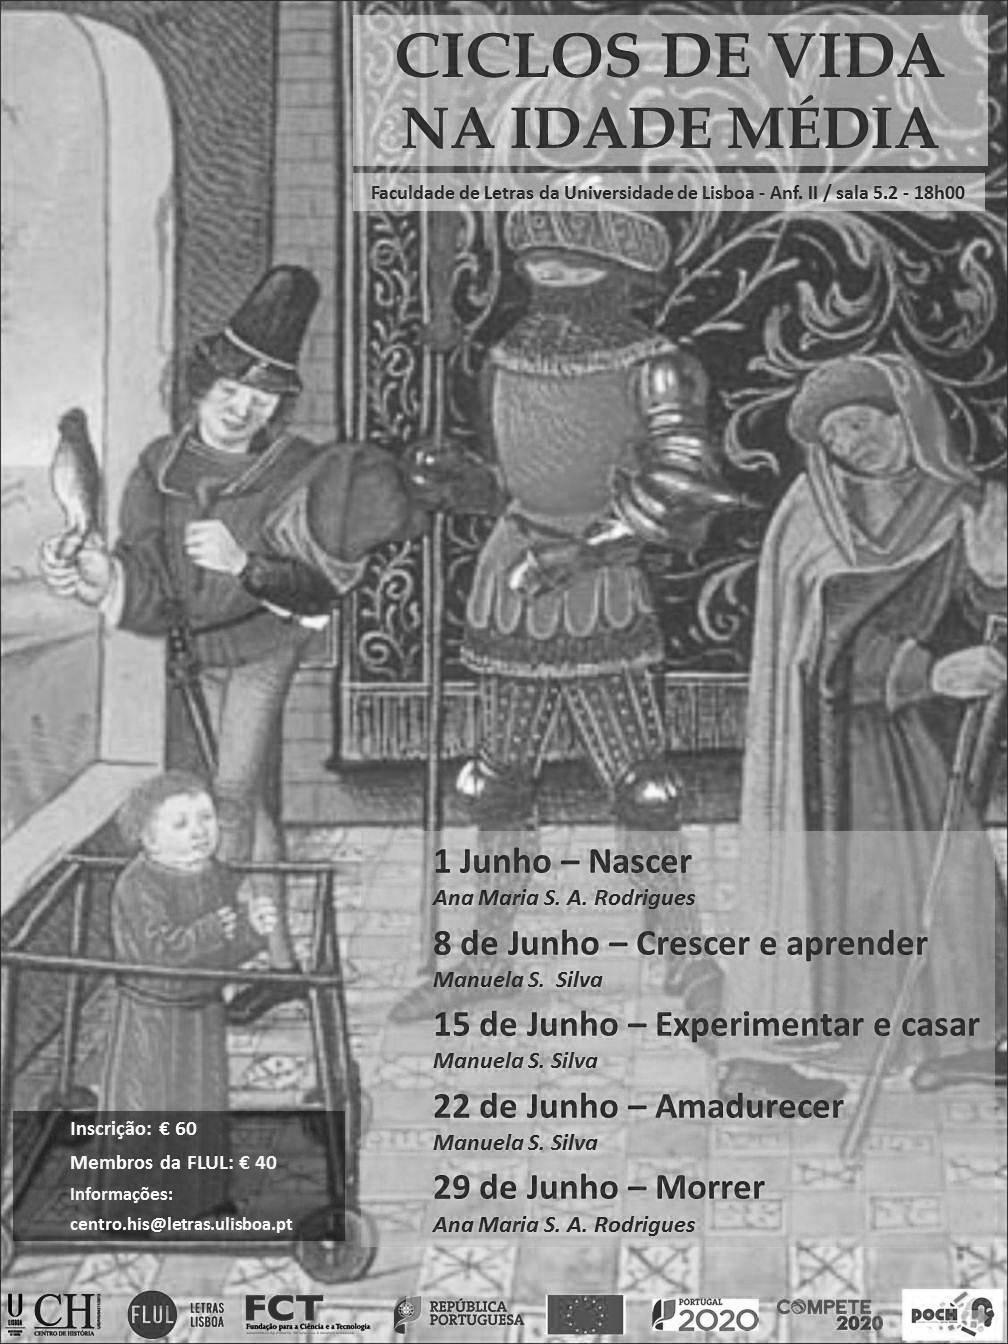 CICLOS DE VIDA
NA IDADE MÉDIA
Faculdade de Letras da Universidade de Lisboa - Anf. II / sala 5.2 - 18h00
1 Junho – Nascer
Ana Maria S. A. Rodrigues
8 de Junho – Crescer e aprender
Manuela S.  Silva
15 de Junho – Experimentar e casar
Manuela S. Silva
22 de Junho – Amadurecer
Manuela S. Silva
29 de Junho – Morrer
Ana Maria S. A. Rodrigues
Inscrição: € 60
Membros da FLUL: € 40
Informações:
centro.his@letras.ulisboa.pt
U
LISBOA
CH
CENTRO DE HISTÓRIA
FLUL
LETRAS
LISBOA
FCT
Fundação para a Ciência e a Tecnologia
REPÚBLICA
PORTUGUESA
PORTUGAL
2020
COMPETE
2020
POCH